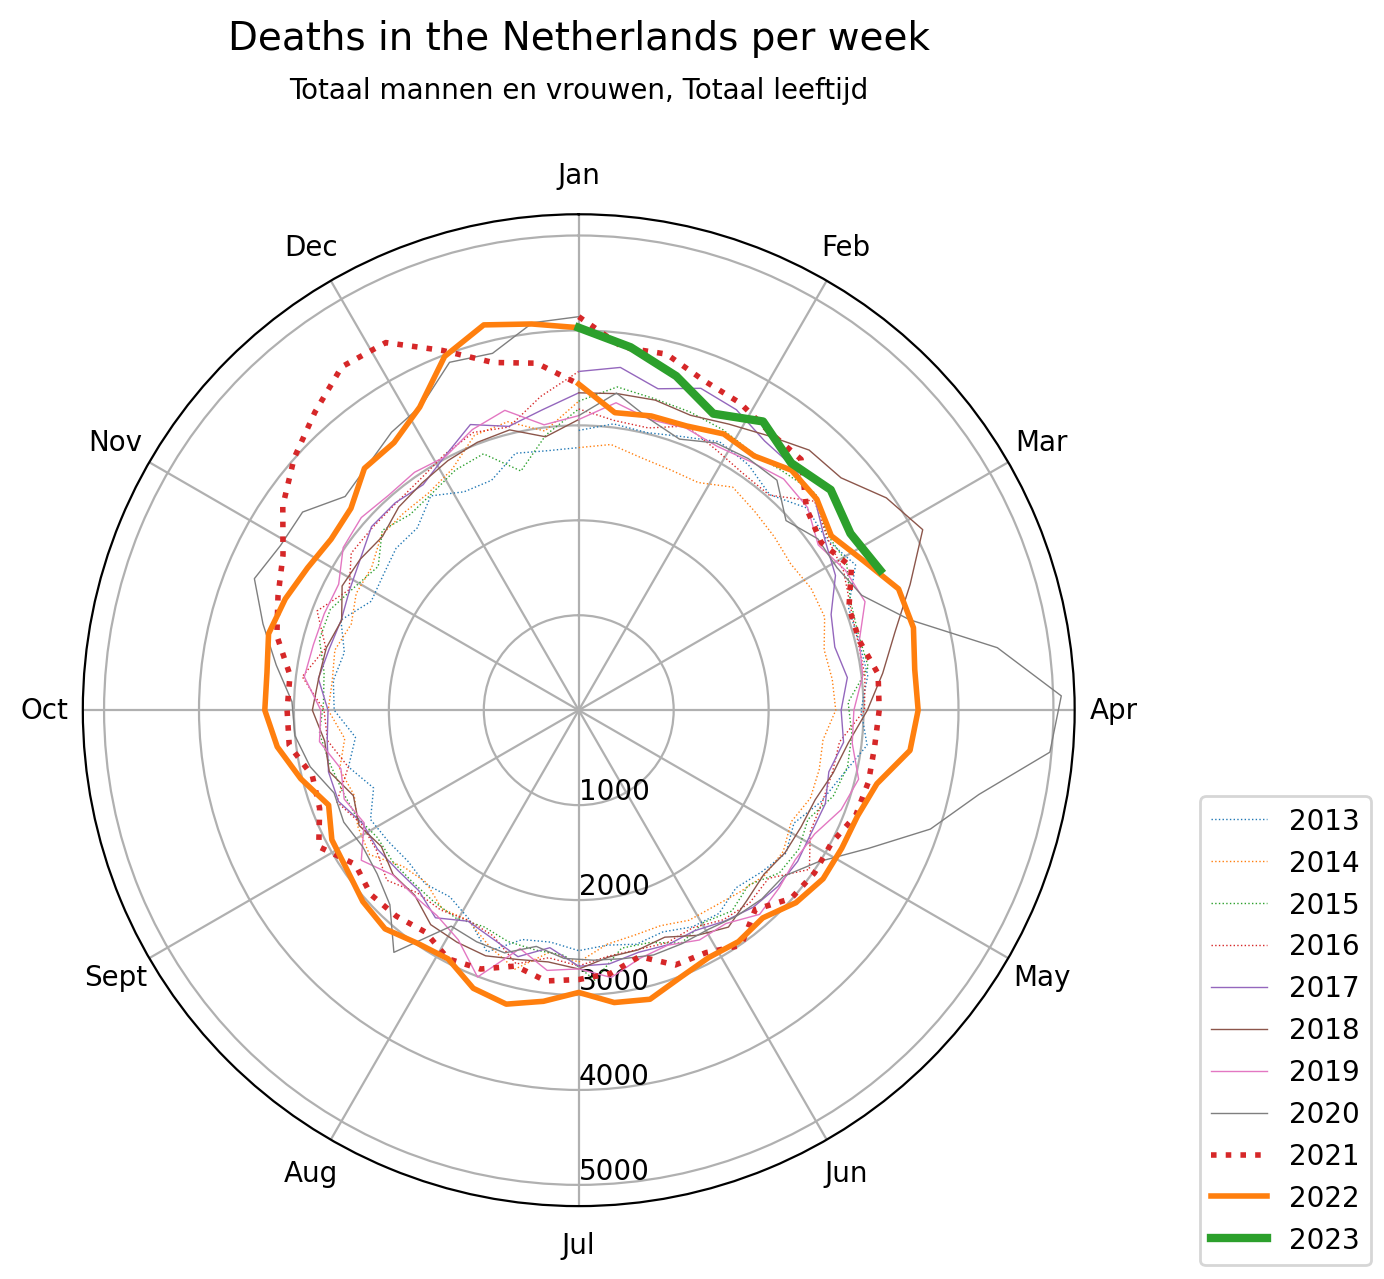 Deaths in the Netherlands per week
Totaal mannen en vrouwen, Totaal leeftijd
Jan
Dec
Feb
Nov
Mar
Oct
Apr
1000
2000
3000
4000
5000
Sept
May
Aug
Jun
Jul
2013
2014
2015
2016
2017
2018
2019
2020
2021
2022
2023